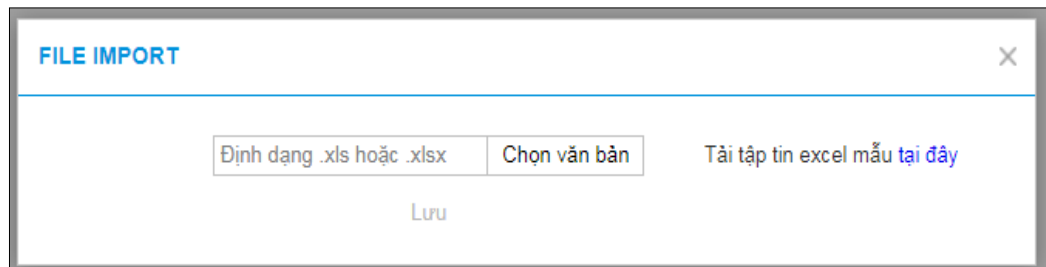 FILE IMPORT
Định dạng .xls hoặc .xlsx Chọn văn bản Tải tập tin excel mẫu tại đây
Lưu